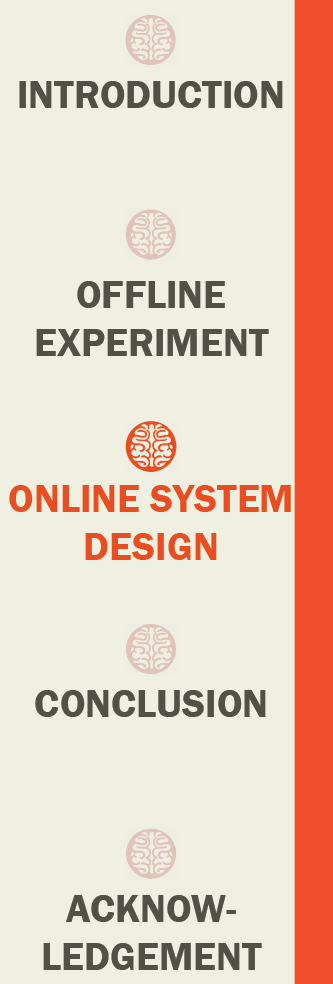 INTRODUCTION
OFFLINE
EXPERIMENT
ONLINE SYSTEM
DESIGN
CONCLUSION
ACKNOW-
LEDGEMENT